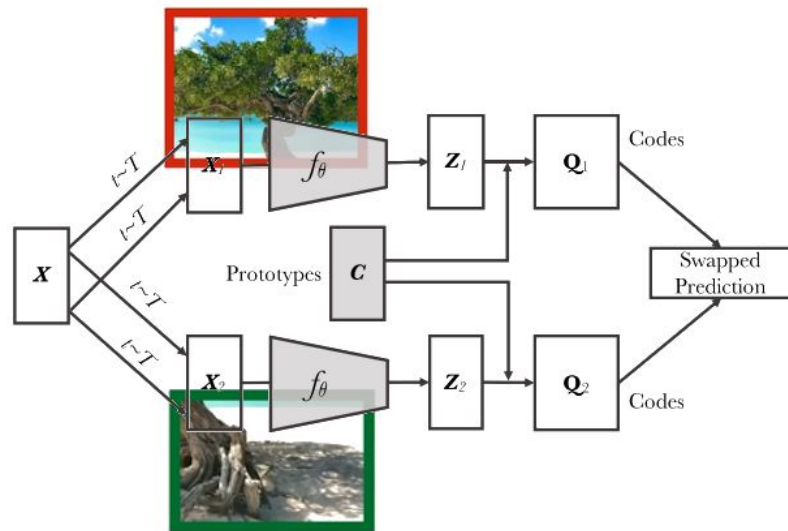 t~T
t~T
t~T
t~T
X
X1
fθ
Z1
Q1
Codes
Prototypes
C
Swapped
Prediction
X2
fθ
Z2
Q2
Codes